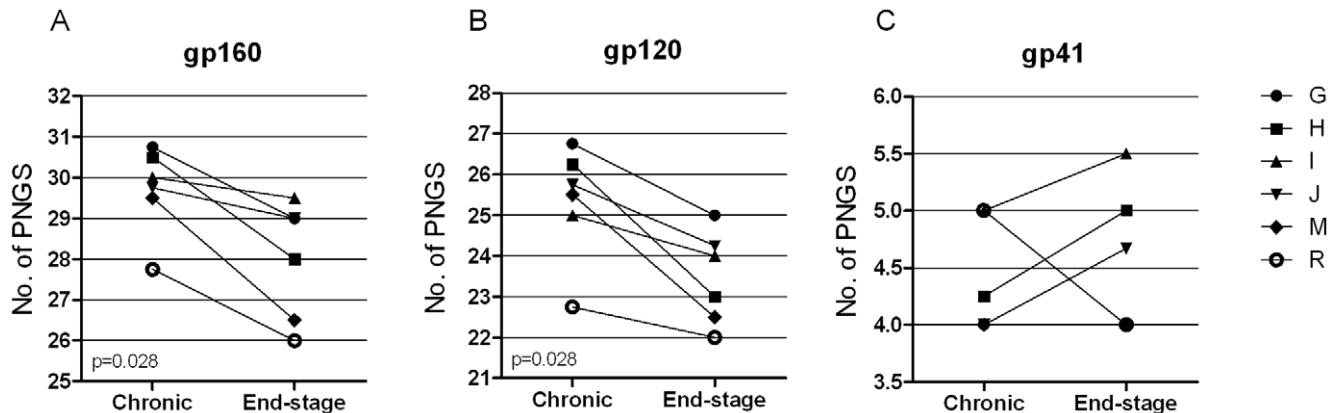 A
gp160
No. of PNGS
32
31
30
29
28
27
26
25
p=0.028
Chronic End-stage
B
gp120
No. of PNGS
28
27
26
25
24
23
22
21
p=0.028
Chronic End-stage
C
gp41
No. of PNGS
6.0
5.5
5.0
4.5
4.0
3.5
Chronic End-stage
G
H
I
J
M
R